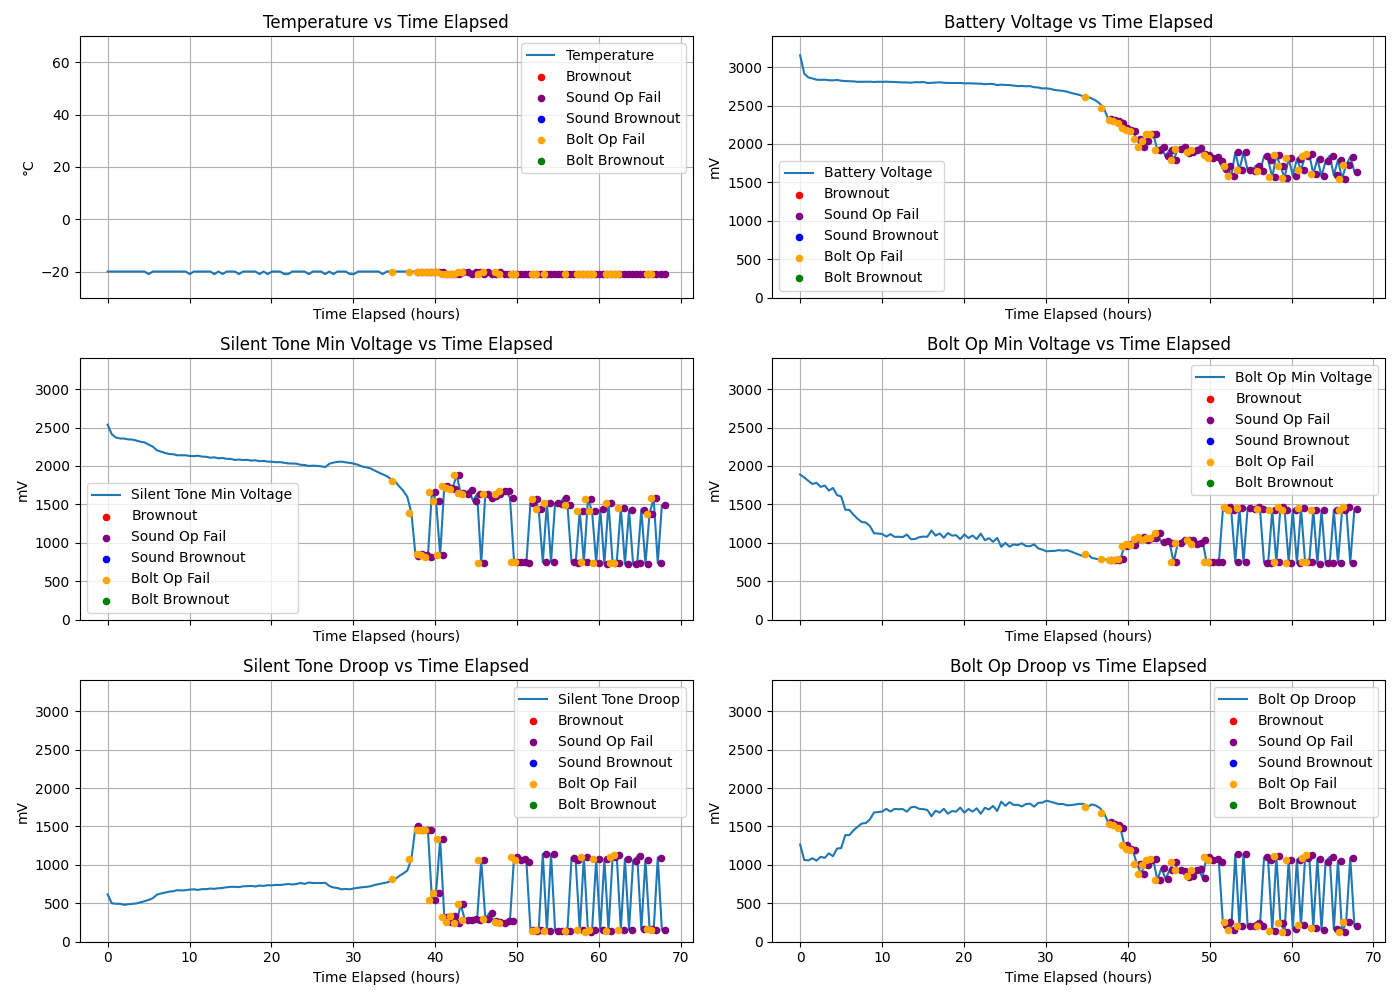 Temperature vs Time Elapsed
60
40
20
0
−20
°C
Temperature
Brownout
Sound Op Fail
Sound Brownout
Bolt Op Fail
Bolt Brownout
Time Elapsed (hours)
Battery Voltage vs Time Elapsed
3000
2500
2000
1500
1000
500
0
mV
Battery Voltage
Brownout
Sound Op Fail
Sound Brownout
Bolt Op Fail
Bolt Brownout
Time Elapsed (hours)
Silent Tone Min Voltage vs Time Elapsed
3000
2500
2000
1500
1000
500
0
mV
Silent Tone Min Voltage
Brownout
Sound Op Fail
Sound Brownout
Bolt Op Fail
Bolt Brownout
Time Elapsed (hours)
Bolt Op Min Voltage vs Time Elapsed
3000
2500
2000
1500
1000
500
0
mV
Bolt Op Min Voltage
Brownout
Sound Op Fail
Sound Brownout
Bolt Op Fail
Bolt Brownout
Time Elapsed (hours)
Silent Tone Droop vs Time Elapsed
3000
2500
2000
1500
1000
500
0
mV
Silent Tone Droop
Brownout
Sound Op Fail
Sound Brownout
Bolt Op Fail
Bolt Brownout
0 10 20 30 40 50 60 70
Time Elapsed (hours)
Bolt Op Droop vs Time Elapsed
3000
2500
2000
1500
1000
500
0
mV
Bolt Op Droop
Brownout
Sound Op Fail
Sound Brownout
Bolt Op Fail
Bolt Brownout
0 10 20 30 40 50 60 70
Time Elapsed (hours)